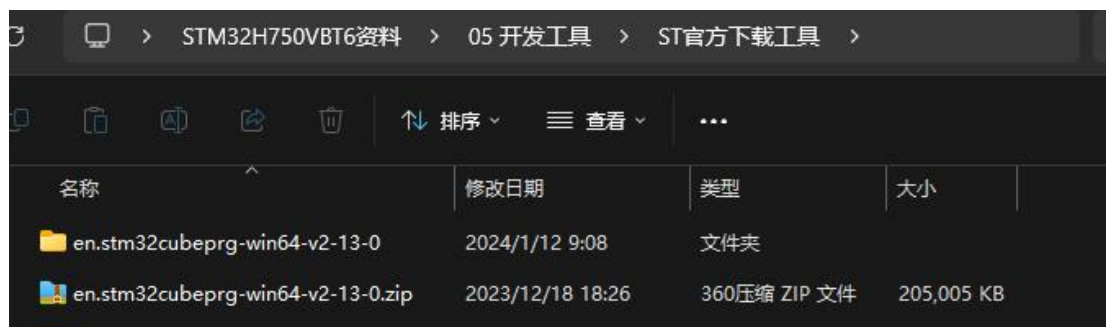 STM32H750VBT6资料 > 05 开发工具 > ST官方下载工具 >
排序 查看 ...
名称 修改日期 类型 大小
en.stm32cubeprg-win64-v2-13-0 2024/1/12 9:08 文件夹
en.stm32cubeprg-win64-v2-13-0.zip 2023/12/18 18:26 360压缩 ZIP 文件 205,005 KB